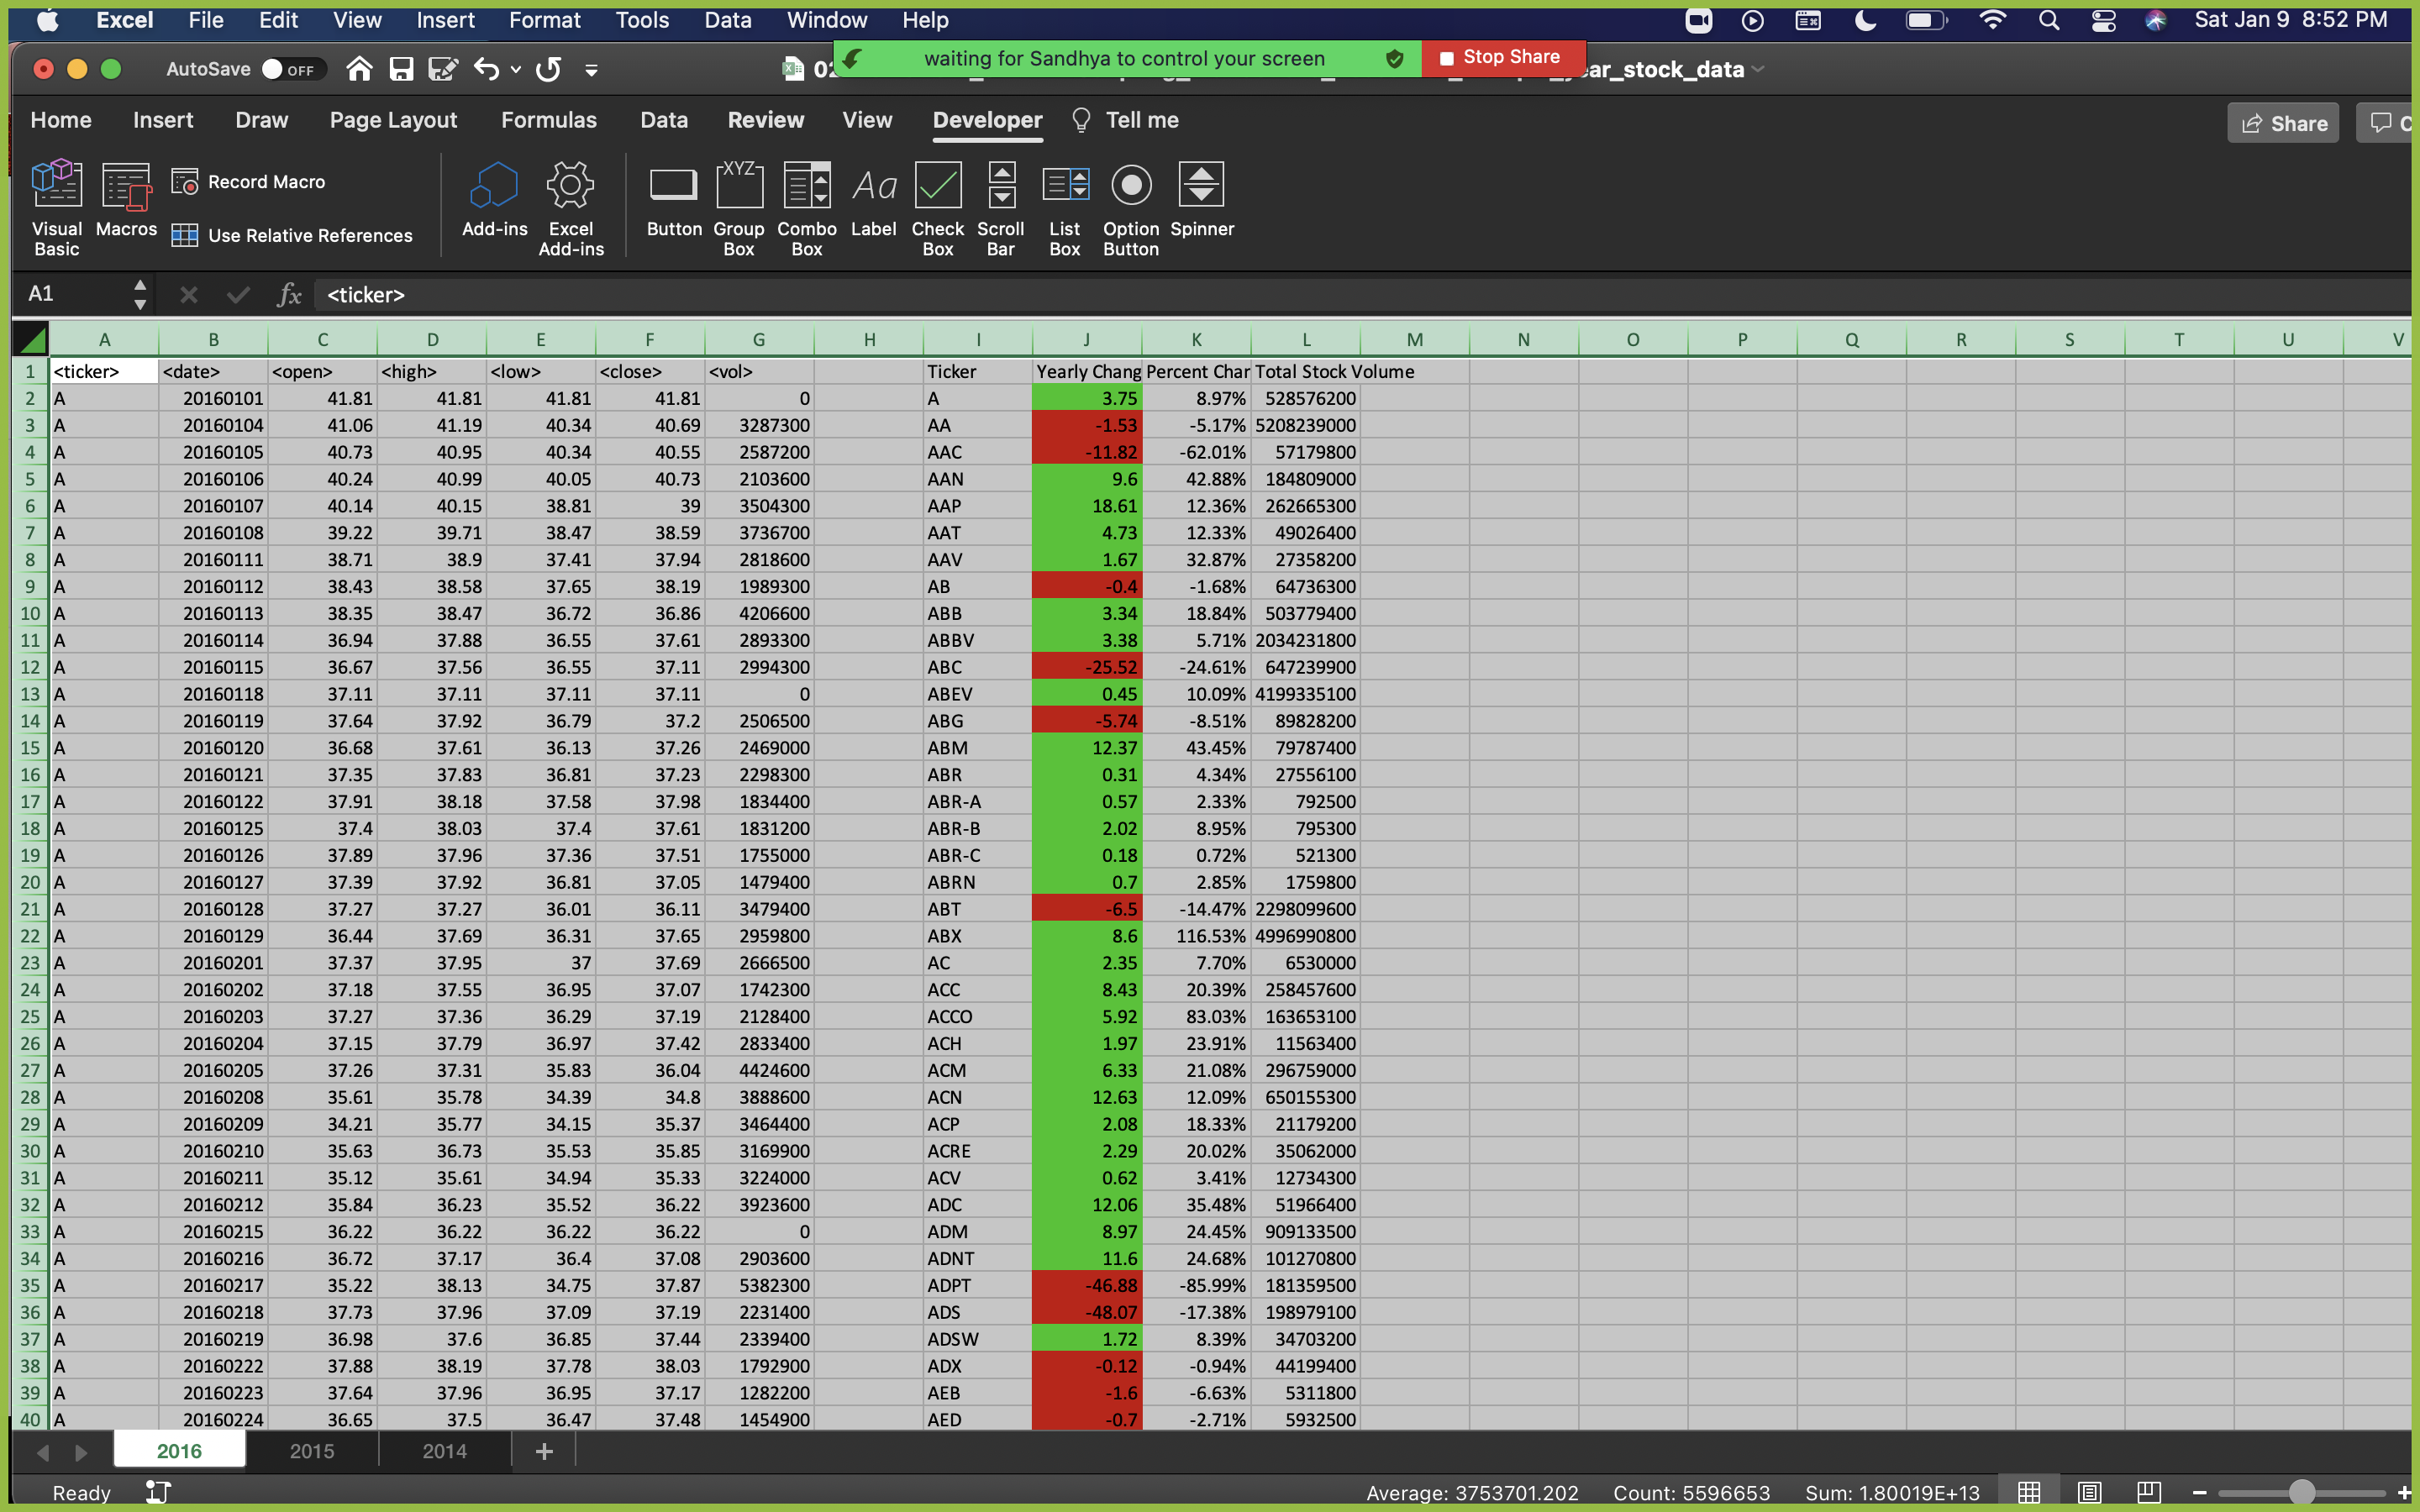 Excel File Edit View Insert Format Tools Data Window Help Sat Jan 9 8:52 PM
waiting for Sandhya to control your screen Stop Share
AutoSave OFF ar_stock_data
Home Insert Draw Page Layout Formulas Data Review View Developer Tell me Share
Visual Basic Macros Record Macro Use Relative References Add-ins Excel Add-ins Button XYZ Group Box Combo Box Aa Label Check Box Scroll Bar List Box Option Button Spinner
A1 fx <ticker>
A B C D E F G H I J K L M N O P Q R S T U V
1 <ticker> <date> <open> <high> <low> <close> <vol> Ticker Yearly Chang Percent Char Total Stock Volume
2 A 20160101 41.81 41.81 41.81 41.81 0 A 3.75 8.97% 528576200
3 A 20160104 41.06 41.19 40.34 40.69 3287300 AA -1.53 -5.17% 5208239000
4 A 20160105 40.73 40.95 40.34 40.55 2587200 AAC -11.82 -62.01% 57179800
5 A 20160106 40.24 40.99 40.05 40.73 2103600 AAN 9.6 42.88% 184809000
6 A 20160107 40.14 40.15 38.81 39 3504300 AAP 18.61 12.36% 262665300
7 A 20160108 39.22 39.71 38.47 38.59 3736700 AAT 4.73 12.33% 49026400
8 A 20160111 38.71 38.9 37.41 37.94 2818600 AAV 1.67 32.87% 27358200
9 A 20160112 38.43 38.58 37.65 38.19 1989300 AB -0.4 -1.68% 64736300
10 A 20160113 38.35 38.47 36.72 36.86 4206600 ABB 3.34 18.84% 503779400
11 A 20160114 36.94 37.88 36.55 37.61 2893300 ABBV 3.38 5.71% 2034231800
12 A 20160115 36.67 37.56 36.55 37.11 2994300 ABC -25.52 -24.61% 647239900
13 A 20160118 37.11 37.11 37.11 37.11 0 ABEV 0.45 10.09% 4199335100
14 A 20160119 37.64 37.92 36.79 37.2 2506500 ABG -5.74 -8.51% 89828200
15 A 20160120 36.68 37.61 36.13 37.26 2469000 ABM 12.37 43.45% 79787400
16 A 20160121 37.35 37.83 36.81 37.23 2298300 ABR 0.31 4.34% 27556100
17 A 20160122 37.91 38.18 37.58 37.98 1834400 ABR-A 0.57 2.33% 792500
18 A 20160125 37.4 38.03 37.4 37.61 1831200 ABR-B 2.02 8.95% 795300
19 A 20160126 37.89 37.96 37.36 37.51 1755000 ABR-C 0.18 0.72% 521300
20 A 20160127 37.39 37.92 36.81 37.05 1479400 ABRN 0.7 2.85% 1759800
21 A 20160128 37.27 37.27 36.01 36.11 3479400 ABT -6.5 -14.47% 2298099600
22 A 20160129 36.44 37.69 36.31 37.65 2959800 ABX 8.6 116.53% 4996990800
23 A 20160201 37.37 37.95 37 37.69 2666500 AC 2.35 7.70% 6530000
24 A 20160202 37.18 37.55 36.95 37.07 1742300 ACC 8.43 20.39% 258457600
25 A 20160203 37.27 37.36 36.29 37.19 2128400 ACCO 5.92 83.03% 163653100
26 A 20160204 37.15 37.79 36.97 37.42 2833400 ACH 1.97 23.91% 11563400
27 A 20160205 37.26 37.31 35.83 36.04 4424600 ACM 6.33 21.08% 296759000
28 A 20160208 35.61 35.78 34.39 34.8 3888600 ACN 12.63 12.09% 650155300
29 A 20160209 34.21 35.77 34.15 35.37 3464400 ACP 2.08 18.33% 21179200
30 A 20160210 35.63 36.73 35.53 35.85 3169900 ACRE 2.29 20.02% 35062000
31 A 20160211 35.12 35.61 34.94 35.33 3224000 ACV 0.62 3.41% 12734300
32 A 20160212 35.84 36.23 35.52 36.22 3923600 ADC 12.06 35.48% 51966400
33 A 20160215 36.22 36.22 36.22 36.22 0 ADM 8.97 24.45% 909133500
34 A 20160216 36.72 37.17 36.4 37.08 2903600 ADNT 11.6 24.68% 101270800
35 A 20160217 35.22 38.13 34.75 37.87 5382300 ADPT -46.88 -85.99% 181359500
36 A 20160218 37.73 37.96 37.09 37.19 2231400 ADS -48.07 -17.38% 198979100
37 A 20160219 36.98 37.6 36.85 37.44 2339400 ADSW 1.72 8.39% 34703200
38 A 20160222 37.88 38.19 37.78 38.03 1792900 ADX -0.12 -0.94% 44199400
39 A 20160223 37.64 37.96 36.95 37.17 1282200 AEB -1.6 -6.63% 5311800
40 A 20160224 36.65 37.5 36.47 37.48 1454900 AED -0.7 -2.71% 5932500
2016 2015 2014 +
Ready Average: 3753701.202 Count: 5596653 Sum: 1.80019E+13